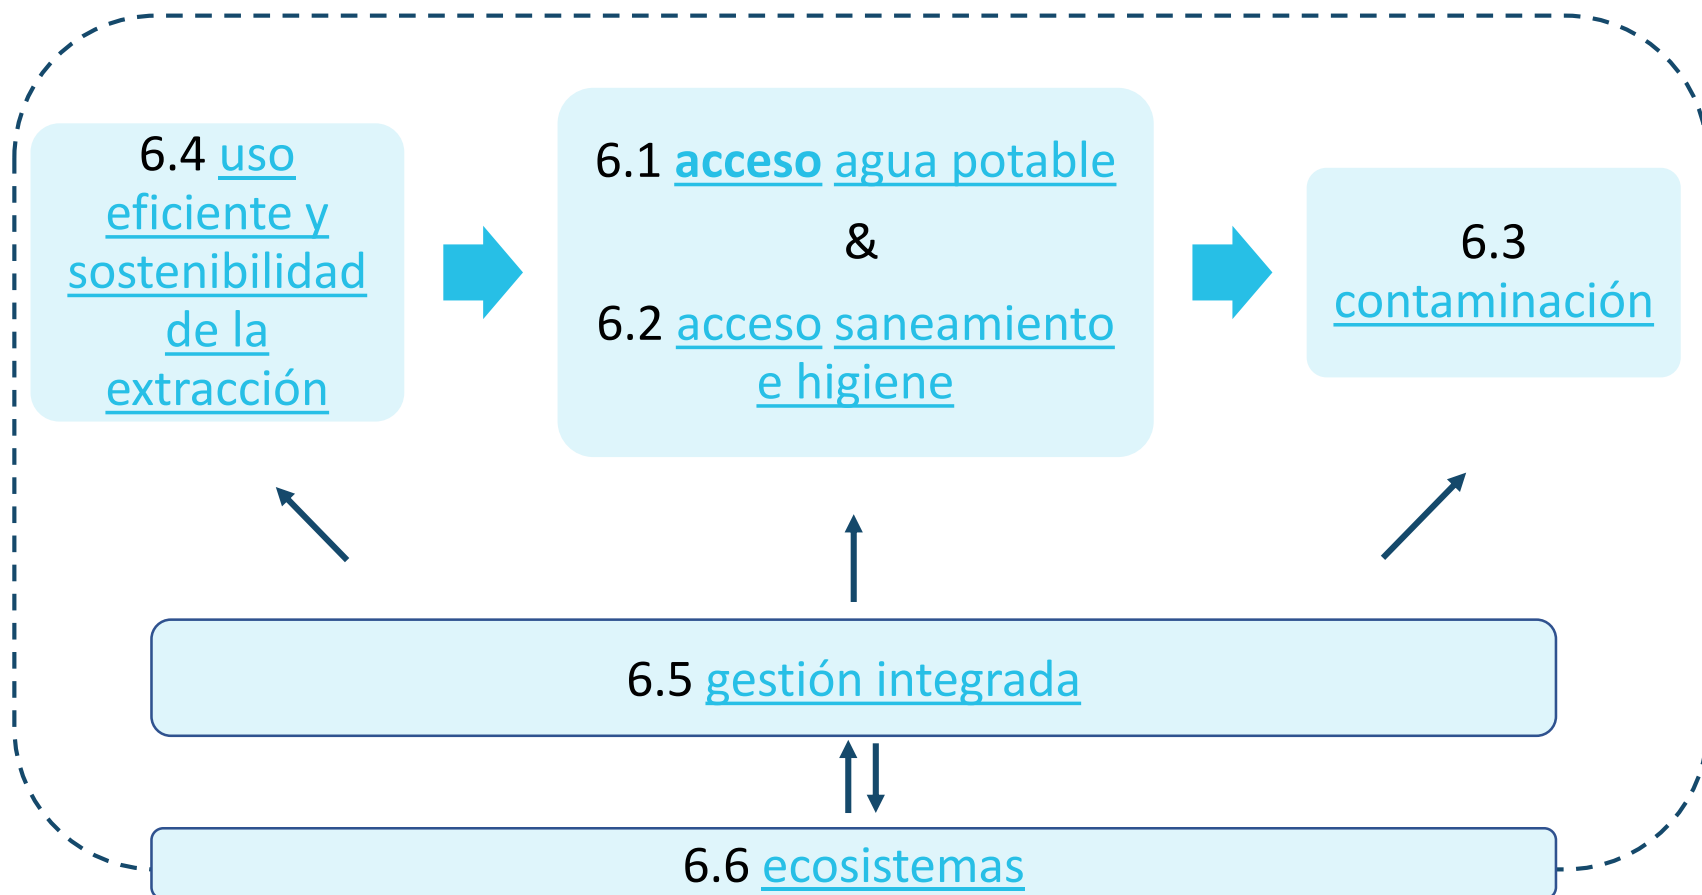 6.4 uso
eficiente y
sostenibilidad
de la
extracción
6.1 acceso agua potable
&
6.2 acceso saneamiento
e higiene
6.3
contaminación
6.5 gestión integrada
6.6 ecosistemas